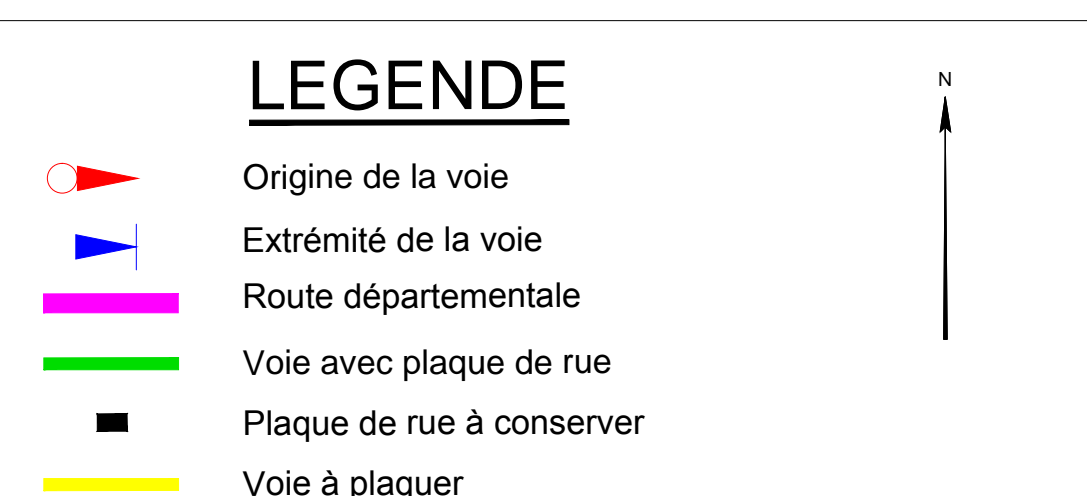 LEGENDE
N
Origine de la voie
Extrémité de la voie
Route départementale
Voie avec plaque de rue
Plaque de rue à conserver
Voie à plaquer